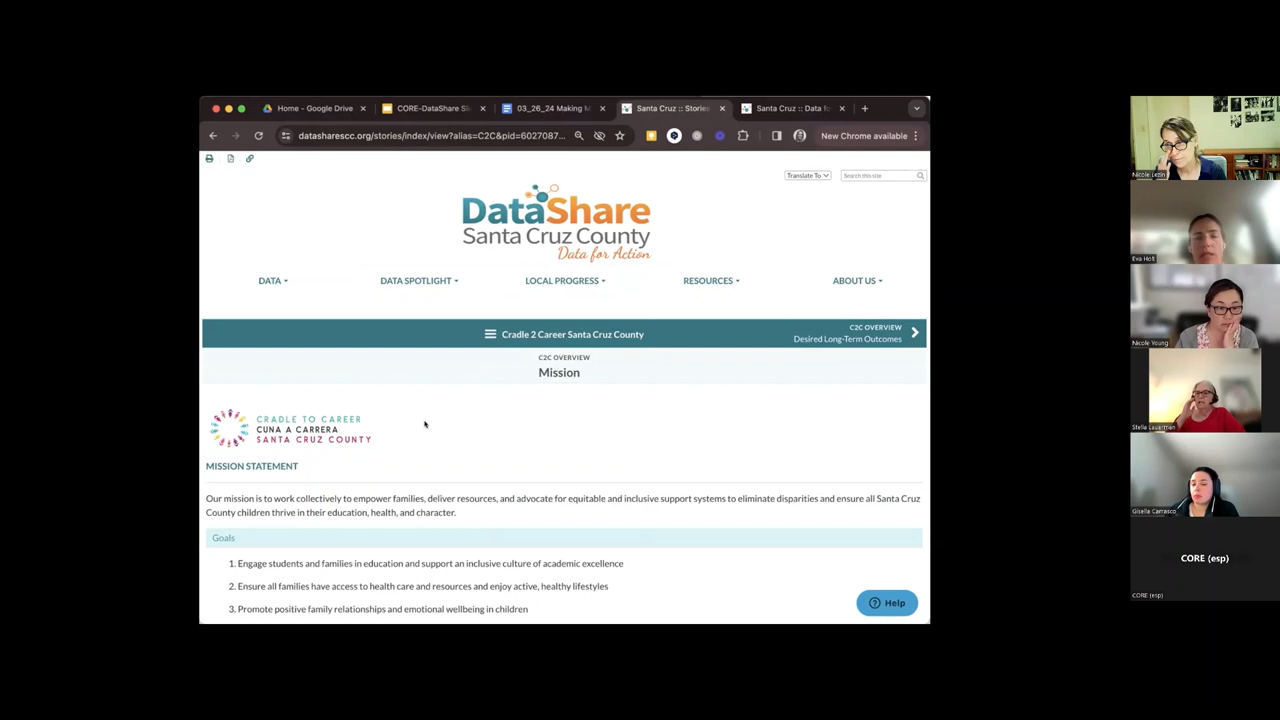 Home - Google Drive
CORE-DataShare Sl
03_26_24 Making M
Santa Cruz :: Stories
Santa Cruz :: Data fo
datasharescc.org/stories/index/view?alias=C2C&pid=6027087...
New Chrome available
Translate To
Search this site
DataShare
Santa Cruz County
Data for Action
DATA
DATA SPOTLIGHT
LOCAL PROGRESS
RESOURCES
ABOUT US
Cradle 2 Career Santa Cruz County
C2C OVERVIEW
Desired Long-Term Outcomes
C2C OVERVIEW
Mission
CRADLE TO CAREER
CUNA A CARRERA
SANTA CRUZ COUNTY
MISSION STATEMENT
Our mission is to work collectively to empower families, deliver resources, and advocate for equitable and inclusive support systems to eliminate disparities and ensure all Santa Cruz
County children thrive in their education, health, and character.
Goals
1. Engage students and families in education and support an inclusive culture of academic excellence
2. Ensure all families have access to health care and resources and enjoy active, healthy lifestyles
3. Promote positive family relationships and emotional wellbeing in children
Help
Nicole Lezin
Eva Holt
Nicole Young
Stella Lauerman
Gisella Carrasco
CORE (esp)
CORE (esp)